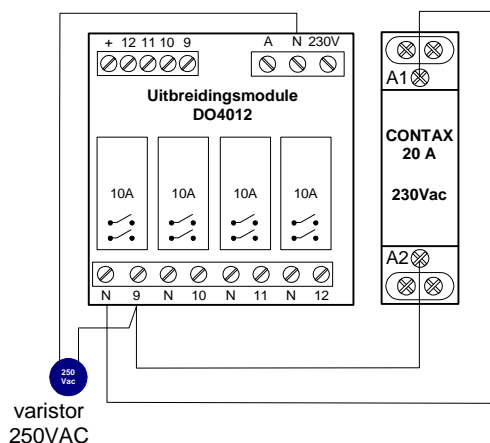 + 12 11 10 9
A N 230V
Uitbreidingsmodule
DO4012
10A 10A 10A 10A
N 9 N 10 N 11 N 12
A1
CONTAX
20 A
230Vac
A2
250
Vac
varistor
250VAC